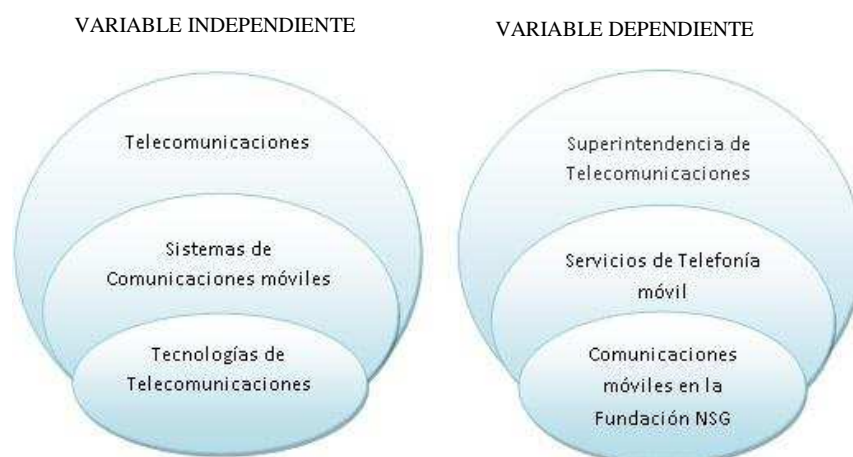 VARIABLE INDEPENDIENTE
VARIABLE DEPENDIENTE
Telecomunicaciones
Sistemas de
Comunicaciones móviles
Tecnologías de
Telecomunicaciones
Superintendencia de
Telecomunicaciones
Servicios de Telefonía
móvil
Comunicaciones
móviles en la
Fundación NSG